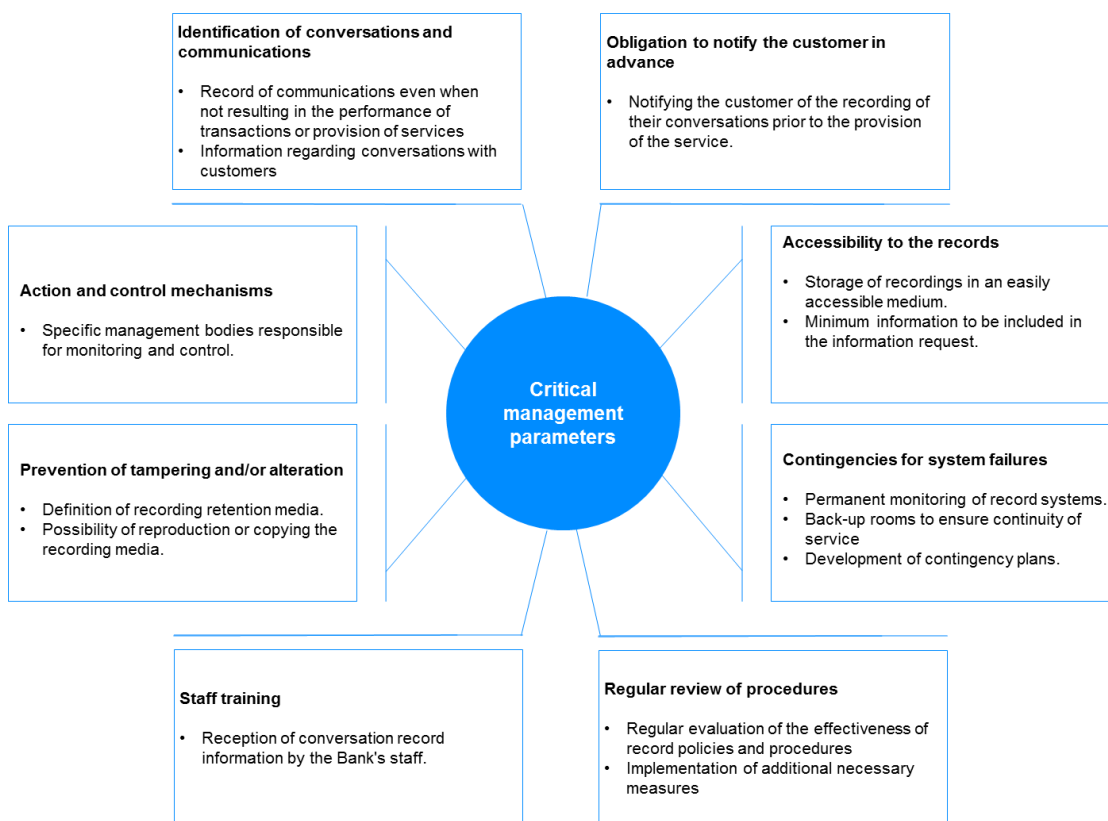 Identification of conversations and
communications
• Record of communications even when
not resulting in the performance of
transactions or provision of services
• Information regarding conversations with
customers
Obligation to notify the customer in
advance
• Notifying the customer of the recording of
their conversations prior to the provision
of the service.
Action and control mechanisms
• Specific management bodies responsible
for monitoring and control.
Accessibility to the records
• Storage of recordings in an easily
accessible medium.
• Minimum information to be included in
the information request.
Critical
management
parameters
Prevention of tampering and/or alteration
• Definition of recording retention media.
• Possibility of reproduction or copying the
recording media.
Contingencies for system failures
• Permanent monitoring of record systems.
• Back-up rooms to ensure continuity of
service
• Development of contingency plans.
Staff training
• Reception of conversation record
information by the Bank's staff.
Regular review of procedures
• Regular evaluation of the effectiveness of
record policies and procedures
• Implementation of additional necessary
measures